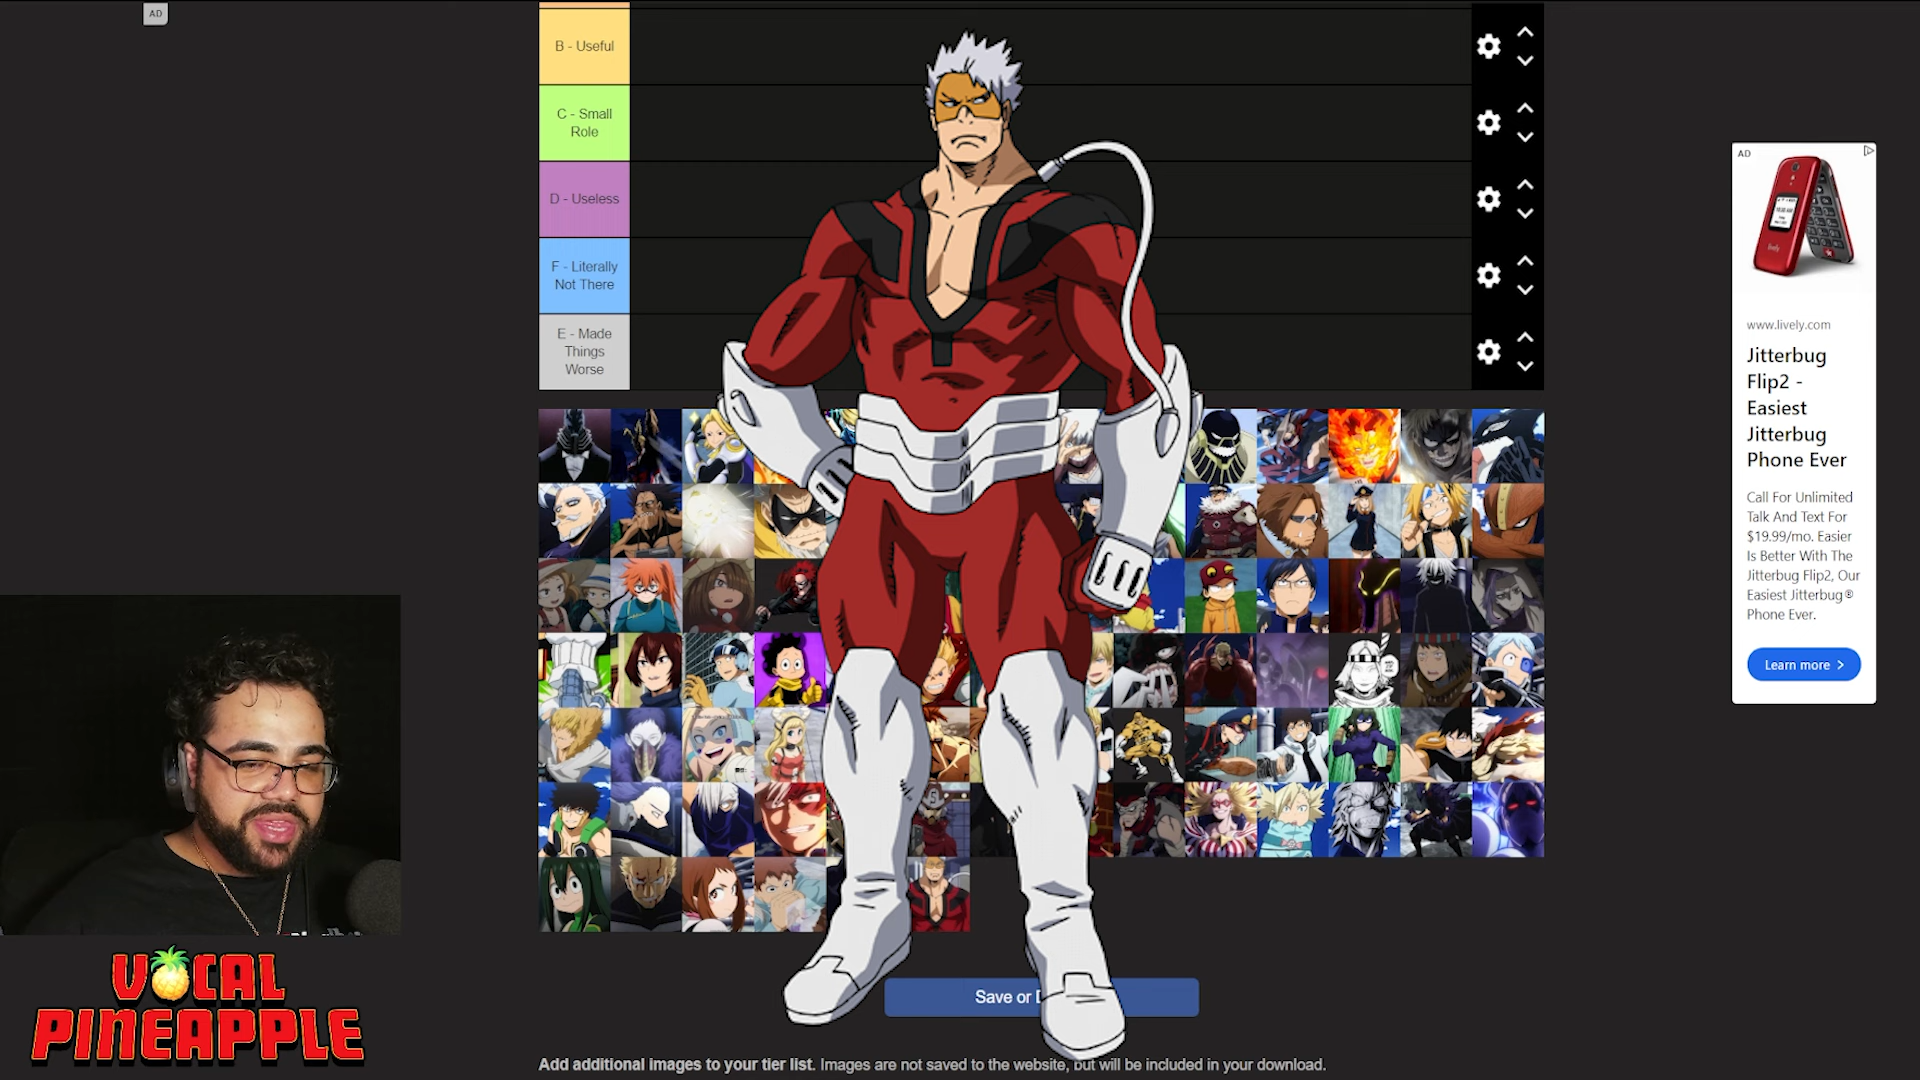 AD
B - Useful
C - Small
Role
D - Useless
F - Literally
Not There
E - Made
Things
Worse
AD
www.lively.com
Jitterbug
Flip2 -
Easiest
Jitterbug
Phone Ever
Call For Unlimited
Talk And Text For
$19.99/mo. Easier
Is Better With The
Jitterbug Flip2, Our
Easiest Jitterbug®
Phone Ever.
Learn more >
VOCAL
PINEAPPLE
Save or D
Add additional images to your tier list. Images are not saved to the website, but will be included in your download.